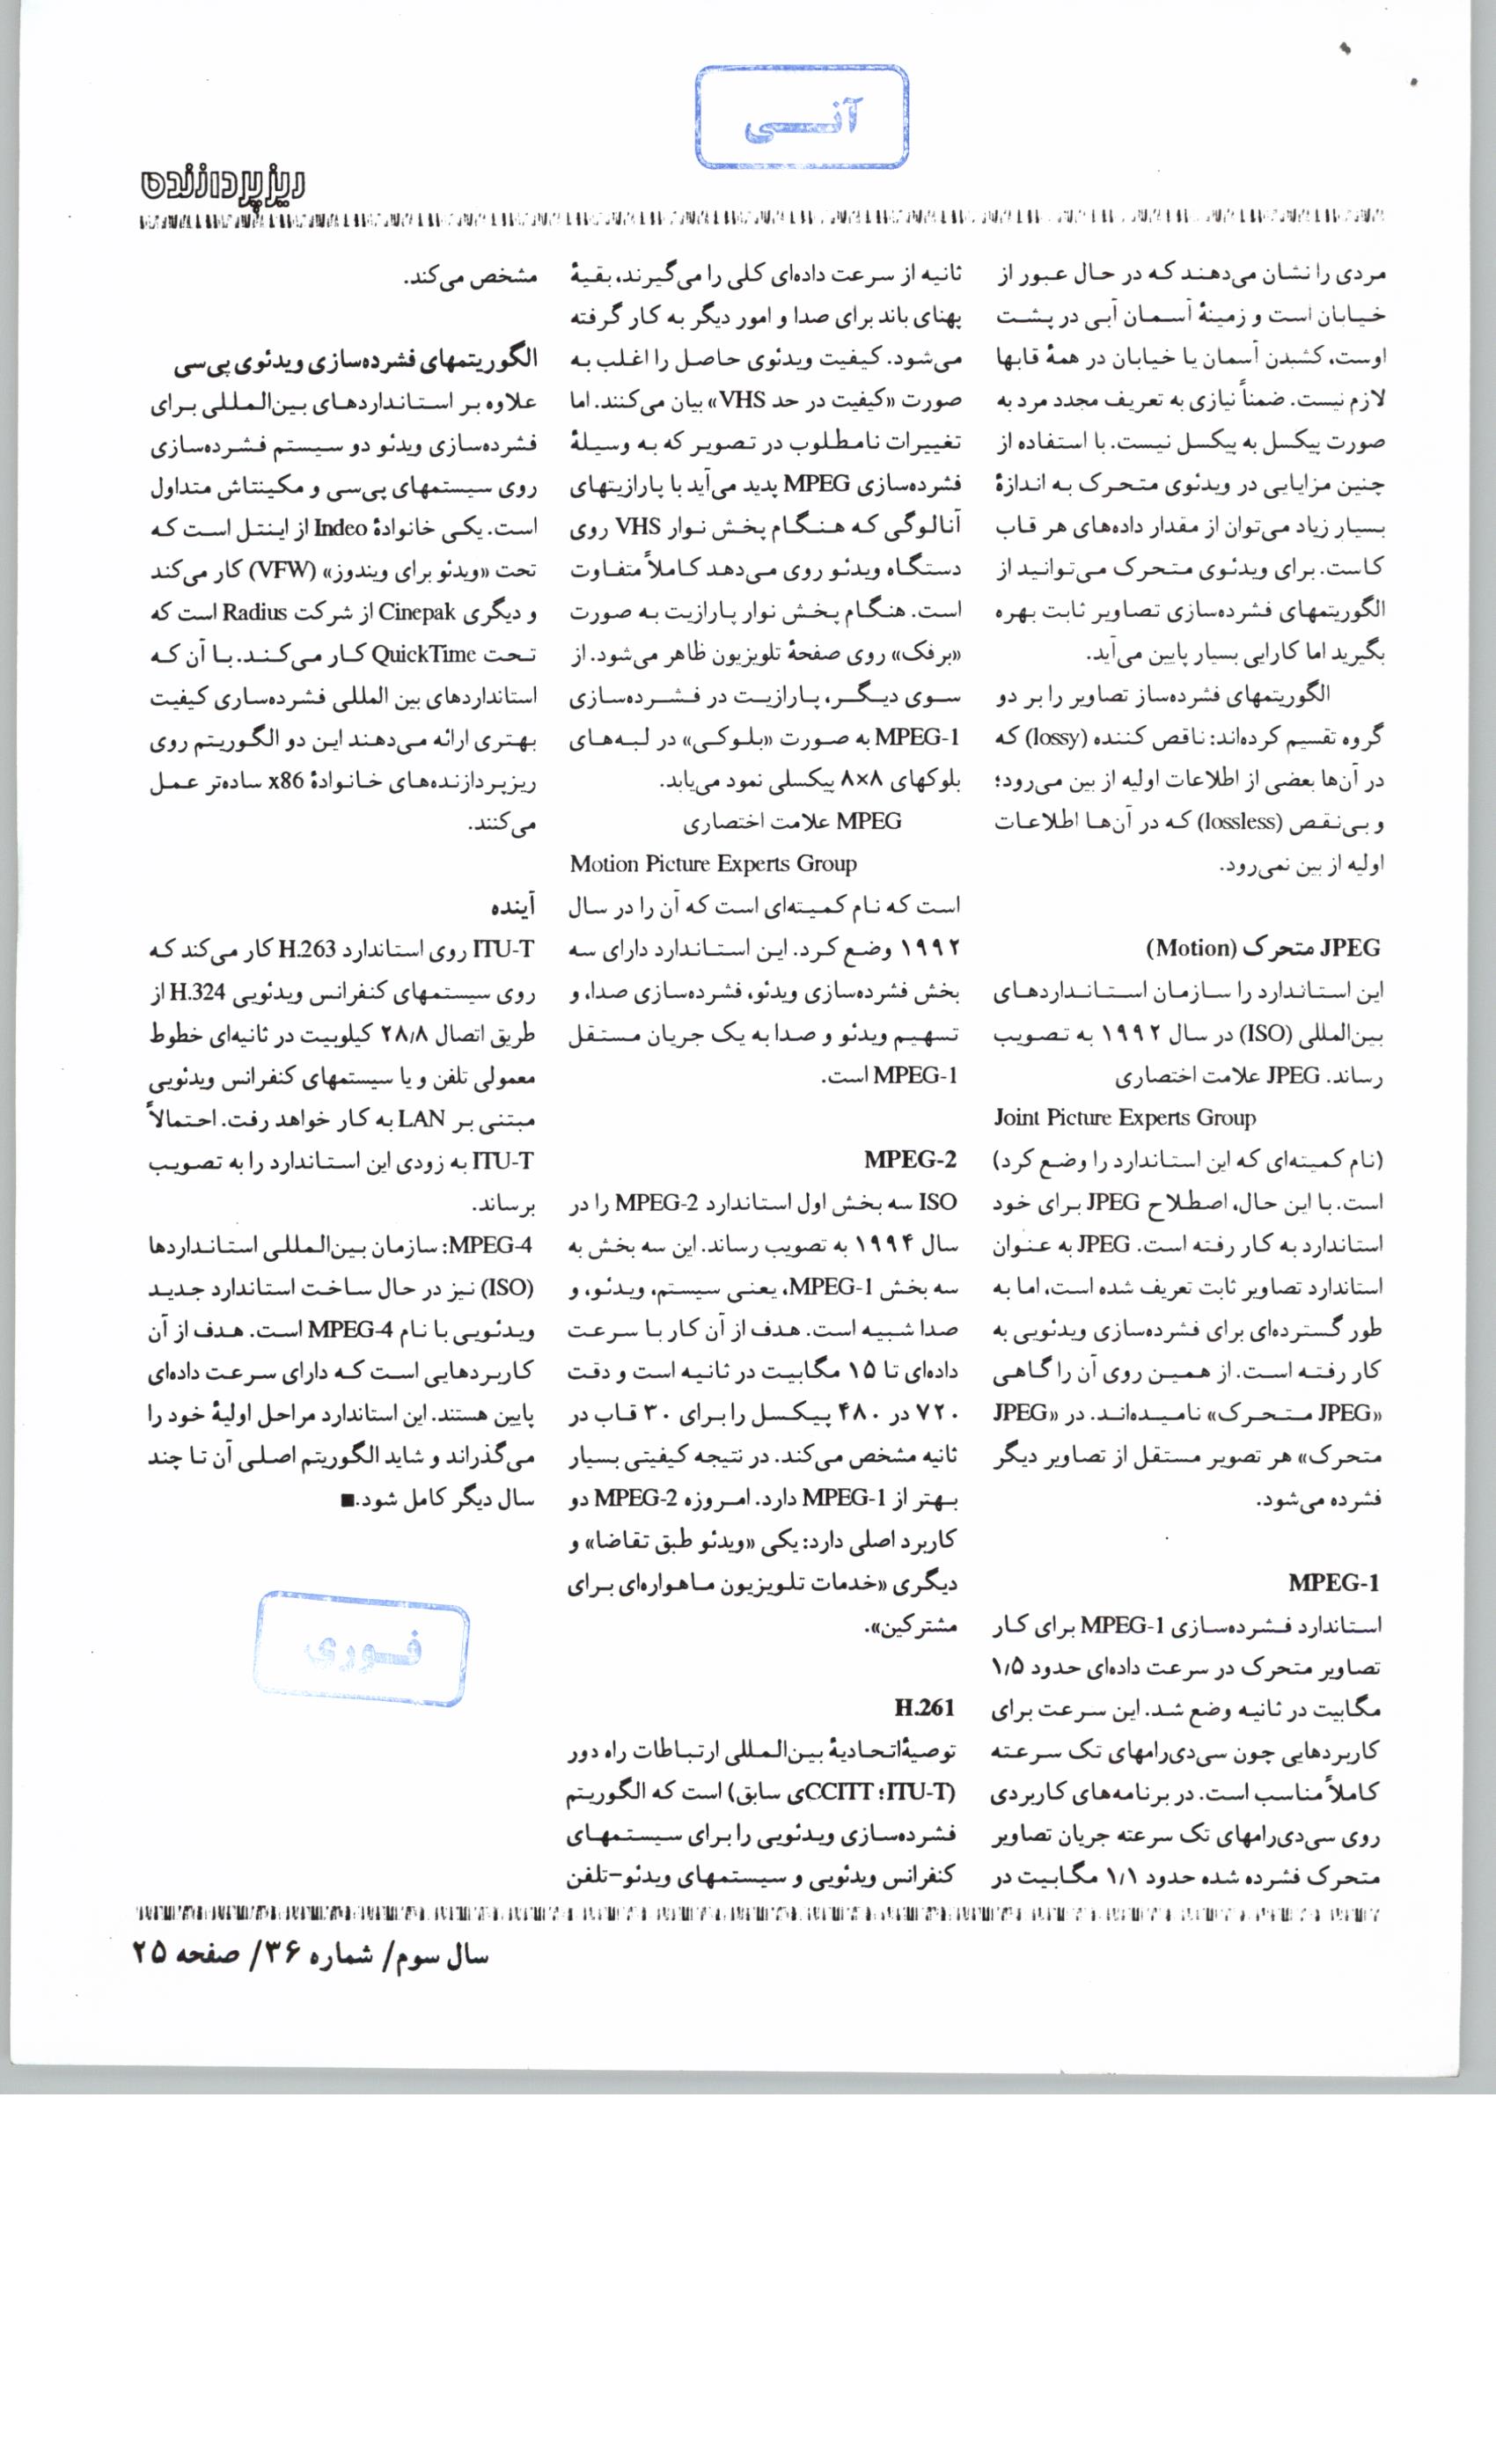 آنــی
ریزپردازنده
مردی را نشان می‌دهند که در حال عبور از
خیابان است و زمینهٔ آسمان آبی در پشت
اوست، کشیدن آسمان یا خیابان در همهٔ قابها
لازم نیست. ضمناً نیازی به تعریف مجدد مرد به
صورت پیکسل به پیکسل نیست. با استفاده از
چنین مزایایی در ویدئوی متحرک به اندازهٔ
بسیار زیاد می‌توان از مقدار داده‌های هر قاب
کاست. برای ویدئوی متحرک می‌توانید از
الگوریتمهای فشرده‌سازی تصاویر ثابت بهره
بگیرید اما کارایی بسیار پایین می‌آید.
الگوریتمهای فشرده‌ساز تصاویر را بر دو
گروه تقسیم کرده‌اند: ناقص کننده (lossy) که
در آن‌ها بعضی از اطلاعات اولیه از بین می‌رود؛
و بی‌نقص (lossless) که در آن‌ها اطلاعات
اولیه از بین نمی‌رود.
JPEG متحرک (Motion)
این استاندارد را سازمان استانداردهای
بین‌المللی (ISO) در سال ۱۹۹۲ به تصویب
رساند. JPEG علامت اختصاری
Joint Picture Experts Group
(نام کمیته‌ای که این استاندارد را وضع کرد)
است. با این حال، اصطلاح JPEG برای خود
استاندارد به کار رفته است. JPEG به عنوان
استاندارد تصاویر ثابت تعریف شده است، اما به
طور گسترده‌ای برای فشرده‌سازی ویدئویی به
کار رفته است. از همین روی آن را گاهی
«JPEG متحرک» نامیده‌اند. در «JPEG
متحرک» هر تصویر مستقل از تصاویر دیگر
فشرده می‌شود.
MPEG-1
استاندارد فشرده‌سازی MPEG-1 برای کار
تصاویر متحرک در سرعت داده‌ای حدود ۱/۵
مگابیت در ثانیه وضع شد. این سرعت برای
کاربردهایی چون سی‌دی‌رامهای تک سرعته
کاملاً مناسب است. در برنامه‌های کاربردی
روی سی‌دی‌رامهای تک سرعته جریان تصاویر
متحرک فشرده شده حدود ۱/۱ مگابیت در
ثانیه از سرعت داده‌ای کلی را می‌گیرند، بقیهٔ
پهنای باند برای صدا و امور دیگر به کار گرفته
می‌شود. کیفیت ویدئوی حاصل را اغلب به
صورت «کیفیت در حد VHS» بیان می‌کنند. اما
تغییرات نامطلوب در تصویر که به وسیلهٔ
فشرده‌سازی MPEG پدید می‌آید با پارازیتهای
آنالوگی که هنگام پخش نوار VHS روی
دستگاه ویدئو روی می‌دهد کاملاً متفاوت
است. هنگام پخش نوار پارازیت به صورت
«برفک» روی صفحهٔ تلویزیون ظاهر می‌شود. از
سوی دیگر، پارازیت در فشرده‌سازی
MPEG-1 به صورت «بلوکی» در لبه‌های
بلوکهای ۸×۸ پیکسلی نمود می‌یابد.
MPEG علامت اختصاری
Motion Picture Experts Group
است که نام کمیته‌ای است که آن را در سال
۱۹۹۲ وضع کرد. این استاندارد دارای سه
بخش فشرده‌سازی ویدئو، فشرده‌سازی صدا، و
تسهیم ویدئو و صدا به یک جریان مستقل
MPEG-1 است.
MPEG-2
ISO سه بخش اول استاندارد MPEG-2 را در
سال ۱۹۹۴ به تصویب رساند. این سه بخش به
سه بخش MPEG-1، یعنی سیستم، ویدئو، و
صدا شبیه است. هدف از آن کار با سرعت
داده‌ای تا ۱۵ مگابیت در ثانیه است و دقت
۷۲۰ در ۴۸۰ پیکسل را برای ۳۰ قاب در
ثانیه مشخص می‌کند. در نتیجه کیفیتی بسیار
بهتر از MPEG-1 دارد. امروزه MPEG-2 دو
کاربرد اصلی دارد: یکی «ویدئو طبق تقاضا» و
دیگری «خدمات تلویزیون ماهواره‌ای برای
مشترکین».
H.261
توصیهٔ اتحادیهٔ بین‌المللی ارتباطات راه دور
(ITU-T؛ CCITTی سابق) است که الگوریتم
فشرده‌سازی ویدئویی را برای سیستمهای
کنفرانس ویدئویی و سیستمهای ویدئو-تلفن
مشخص می‌کند.
الگوریتمهای فشرده‌سازی ویدئوی پی‌سی
علاوه بر استانداردهای بین‌المللی برای
فشرده‌سازی ویدئو دو سیستم فشرده‌سازی
روی سیستمهای پی‌سی و مکینتاش متداول
است. یکی خانوادهٔ Indeo از اینتل است که
تحت «ویدئو برای ویندوز» (VFW) کار می‌کند
و دیگری Cinepak از شرکت Radius است که
تحت QuickTime کار می‌کند. با آن که
استانداردهای بین المللی فشرده‌ساری کیفیت
بهتری ارائه می‌دهند این دو الگوریتم روی
ریزپردازنده‌های خانوادهٔ x86 ساده‌تر عمل
می‌کنند.
آینده
ITU-T روی استاندارد H.263 کار می‌کند که
روی سیستمهای کنفرانس ویدئویی H.324 از
طریق اتصال ۲۸/۸ کیلوبیت در ثانیه‌ای خطوط
معمولی تلفن و یا سیستمهای کنفرانس ویدئویی
مبتنی بر LAN به کار خواهد رفت. احتمالاً
ITU-T به زودی این استاندارد را به تصویب
برساند.
MPEG-4: سازمان بین‌المللی استانداردها
(ISO) نیز در حال ساخت استاندارد جدید
ویدئویی با نام MPEG-4 است. هدف از آن
کاربردهایی است که دارای سرعت داده‌ای
پایین هستند. این استاندارد مراحل اولیهٔ خود را
می‌گذراند و شاید الگوریتم اصلی آن تا چند
سال دیگر کامل شود.■
فـوری
سال سوم/ شماره ۳۶/ صفحه ۲۵